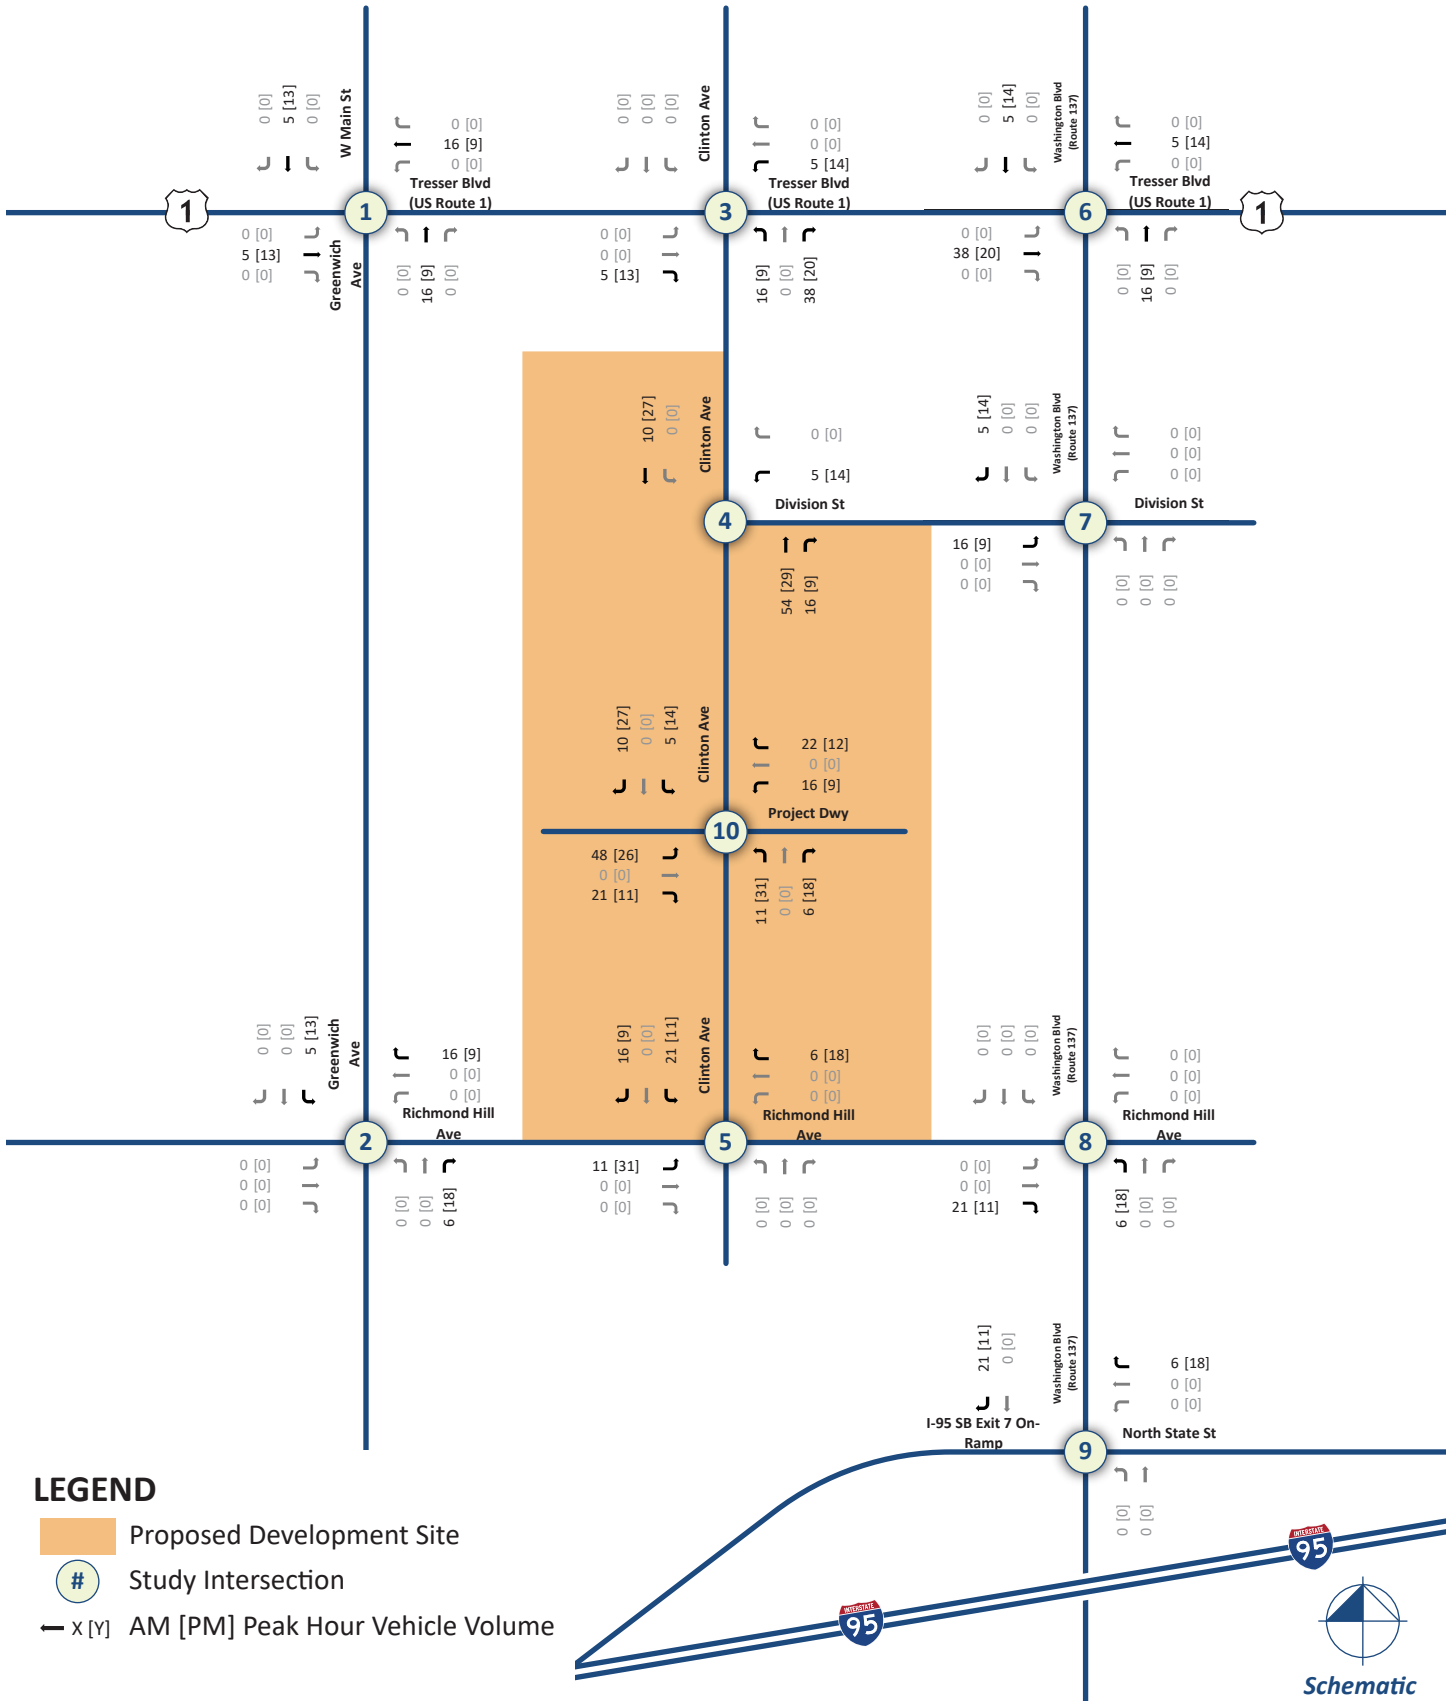 0 [0]
5 [13]
0 [0]
W Main St
0 [0]
16 [9]
0 [0]
Tresser Blvd
(US Route 1)
1
1
0 [0]
5 [13]
0 [0]
Greenwich
Ave
0 [0]
16 [9]
0 [0]
0 [0]
0 [0]
0 [0]
Clinton Ave
0 [0]
0 [0]
5 [14]
Tresser Blvd
(US Route 1)
3
0 [0]
0 [0]
5 [13]
16 [9]
0 [0]
38 [20]
0 [0]
5 [14]
0 [0]
Washington Blvd
(Route 137)
0 [0]
5 [14]
0 [0]
Tresser Blvd
(US Route 1)
6
1
0 [0]
38 [20]
0 [0]
0 [0]
16 [9]
0 [0]
10 [27]
0 [0]
Clinton Ave
0 [0]
5 [14]
Division St
4
54 [29]
16 [9]
5 [14]
0 [0]
0 [0]
Washington Blvd
(Route 137)
0 [0]
0 [0]
0 [0]
Division St
7
16 [9]
0 [0]
0 [0]
0 [0]
0 [0]
0 [0]
10 [27]
0 [0]
5 [14]
Clinton Ave
22 [12]
0 [0]
16 [9]
Project Dwy
10
48 [26]
0 [0]
21 [11]
11 [31]
0 [0]
6 [18]
0 [0]
0 [0]
5 [13]
Greenwich
Ave
16 [9]
0 [0]
0 [0]
Richmond Hill
Ave
2
0 [0]
0 [0]
0 [0]
0 [0]
0 [0]
6 [18]
16 [9]
0 [0]
21 [11]
Clinton Ave
6 [18]
0 [0]
0 [0]
Richmond Hill
Ave
5
11 [31]
0 [0]
0 [0]
0 [0]
0 [0]
0 [0]
0 [0]
0 [0]
0 [0]
Washington Blvd
(Route 137)
0 [0]
0 [0]
0 [0]
Richmond Hill
Ave
8
0 [0]
0 [0]
21 [11]
6 [18]
0 [0]
0 [0]
21 [11]
0 [0]
Washington Blvd
(Route 137)
6 [18]
0 [0]
0 [0]
I-95 SB Exit 7 On-
Ramp
North State St
9
0 [0]
0 [0]
INTERSTATE
95
INTERSTATE
95
LEGEND
Proposed Development Site
# Study Intersection
X [Y] AM [PM] Peak Hour Vehicle Volume
Schematic